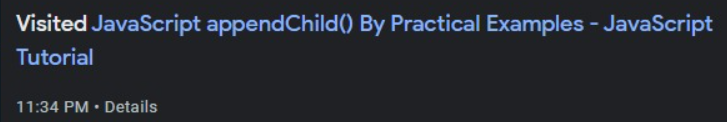 Visited JavaScript appendChild() By Practical Examples - JavaScript
Tutorial
11:34 PM • Details